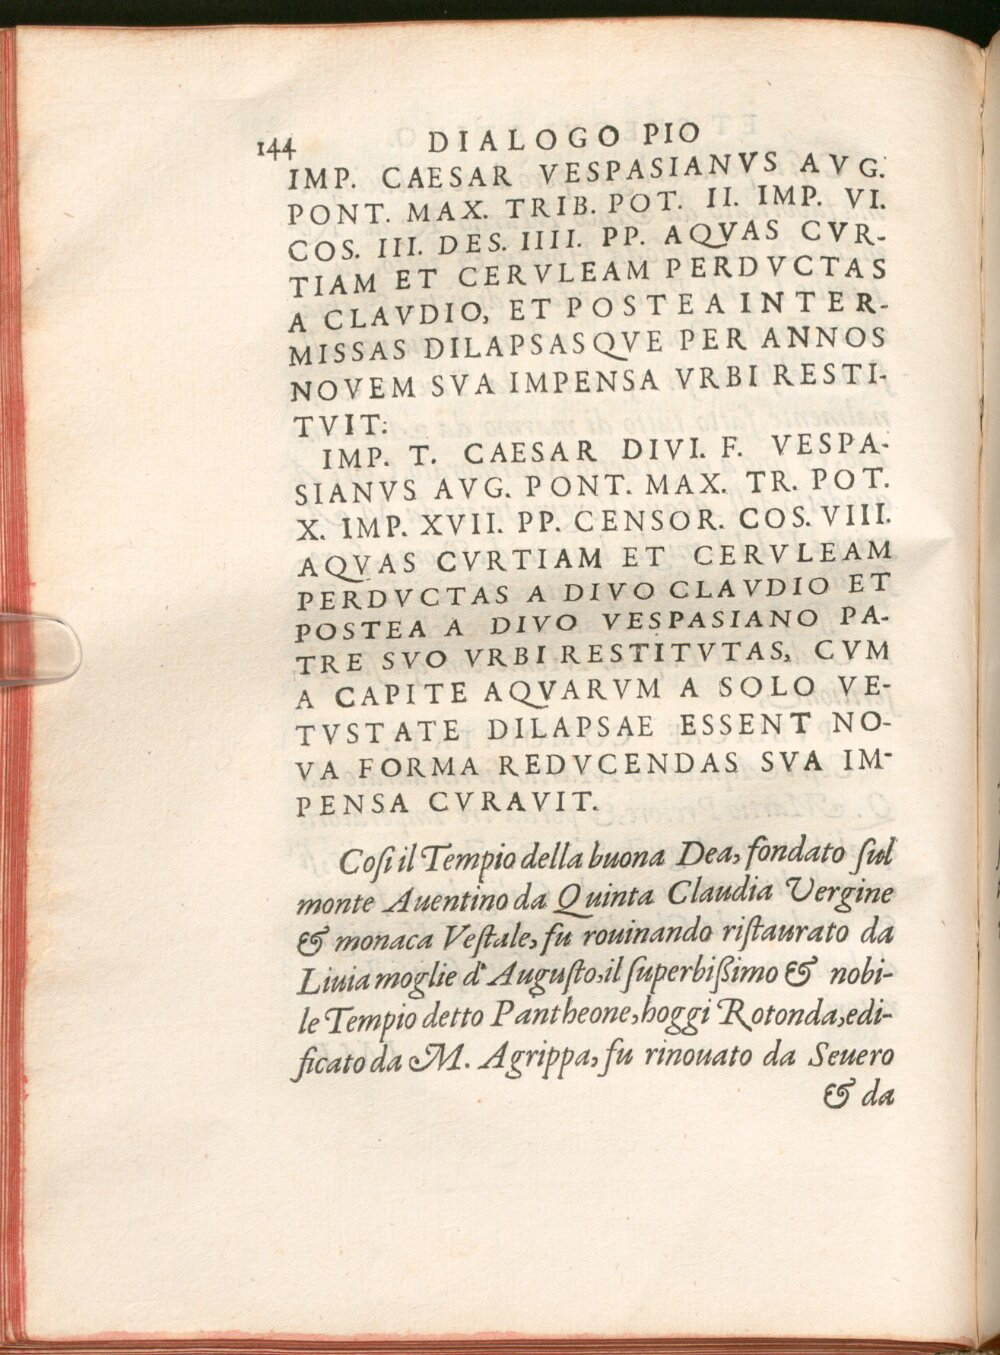 144 DIALOGO PIO
IMP. CAESAR VESPASIANVS AVG.
PONT. MAX. TRIB. POT. II. IMP. VI.
COS. III. DES. IIII. PP. AQVAS CVR-
TIAM ET CERVLEAM PERDVCTAS
A CLAVDIO, ET POSTEA INTER-
MISSAS DILAPSASQVE PER ANNOS
NOVEM SVA IMPENSA VRBI RESTI-
TVIT:
IMP. T. CAESAR DIVI. F. VESPA-
SIANVS AVG. PONT. MAX. TR. POT.
X. IMP. XVII. PP. CENSOR. COS. VIII.
AQVAS CVRTIAM ET CERVLEAM
PERDVCTAS A DIVO CLAVDIO ET
POSTEA A DIVO VESPASIANO PA-
TRE SVO VRBI RESTITVTAS, CVM
A CAPITE AQVARVM A SOLO VE-
TVSTATE DILAPSAE ESSENT NO-
VA FORMA REDVCENDAS SVA IM-
PENSA CVRAVIT.
Coſi il Tempio della buona Dea, fondato ſul
monte Auentino da Quinta Claudia Vergine
& monaca Veſtale, fu rouinando riſtaurato da
Liuia moglie d'Auguſto, il ſuperbißimo & nobi-
le Tempio detto Pantheone, hoggi Rotonda, edi-
ficato da M. Agrippa, fu rinouato da Seuero
& da